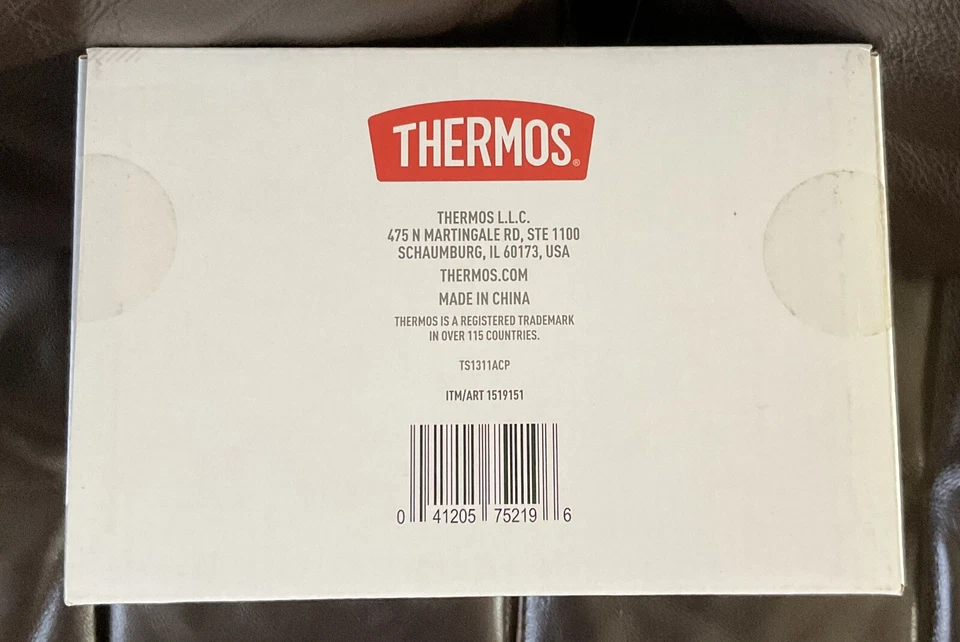 THERMOS®
THERMOS L.L.C.
475 N MARTINGALE RD, STE 1100
SCHAUMBURG, IL 60173, USA
THERMOS.COM
MADE IN CHINA
THERMOS IS A REGISTERED TRADEMARK
IN OVER 115 COUNTRIES.
TS1311ACP
ITM/ART 1519151
0 41205 75219 6